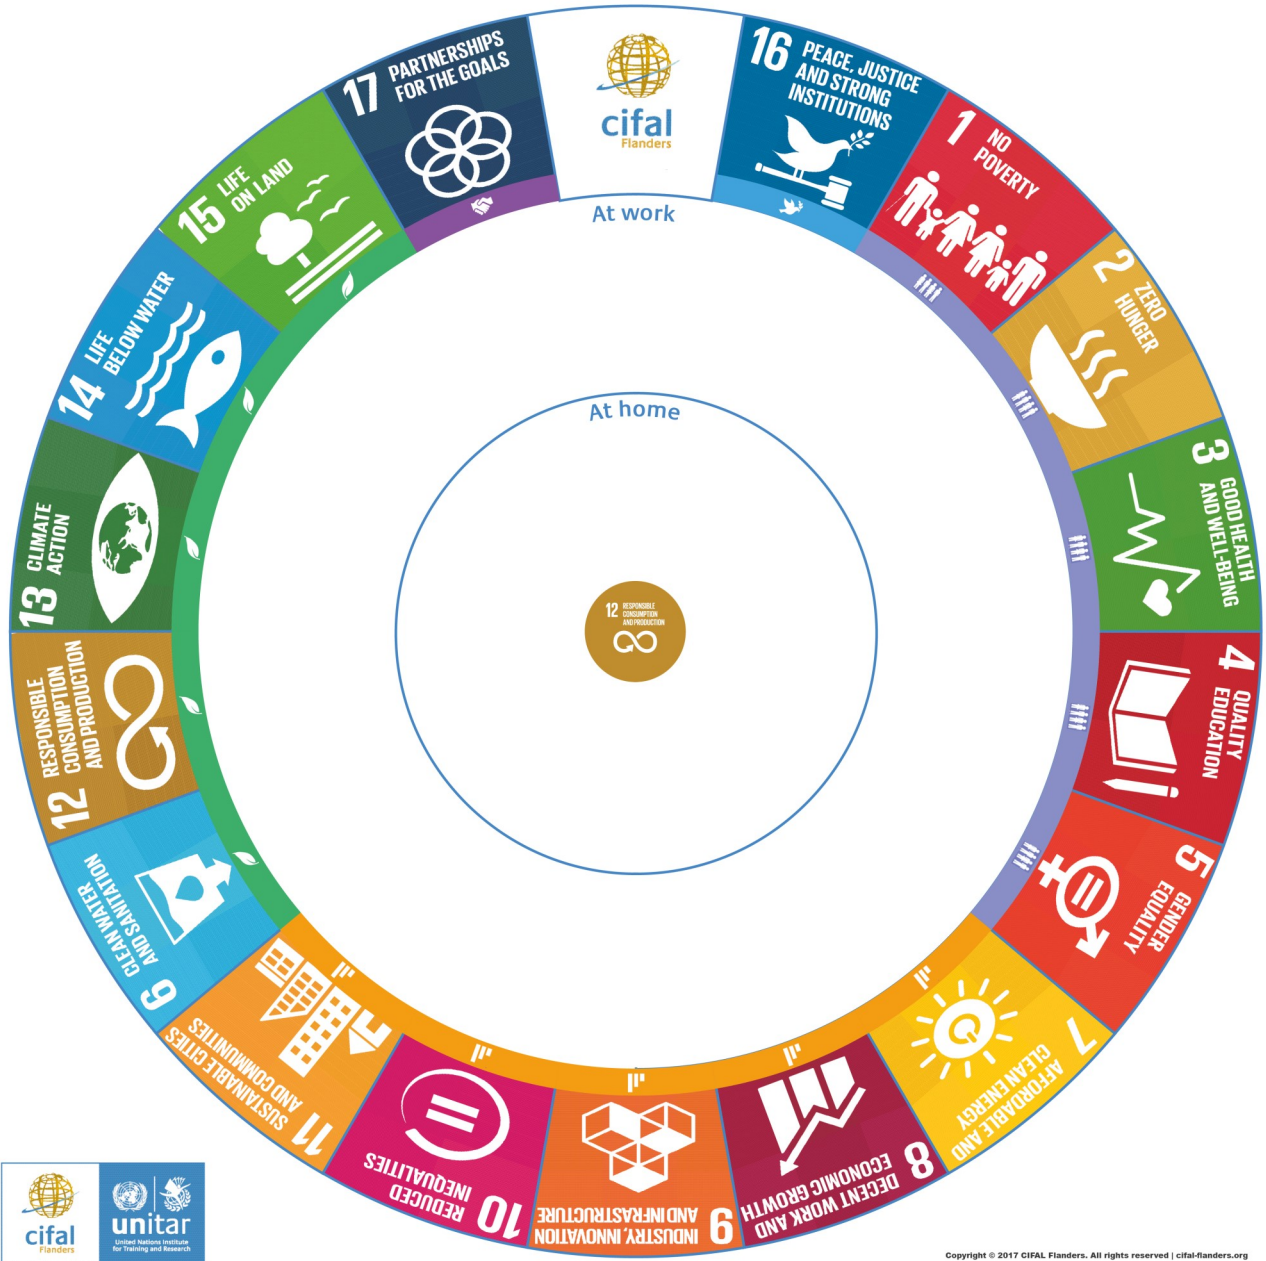 cifal
Flanders
16 PEACE, JUSTICE
AND STRONG
INSTITUTIONS
1 NO
POVERTY
2 ZERO
HUNGER
3 GOOD HEALTH
AND WELL-BEING
4 QUALITY
EDUCATION
5 GENDER
EQUALITY
7 AFFORDABLE AND
CLEAN ENERGY
8 DECENT WORK AND
ECONOMIC GROWTH
9 INDUSTRY, INNOVATION
AND INFRASTRUCTURE
10 REDUCED
INEQUALITIES
11 SUSTAINABLE CITIES
AND COMMUNITIES
6 CLEAN WATER
AND SANITATION
12 RESPONSIBLE
CONSUMPTION
AND PRODUCTION
13 CLIMATE
ACTION
14 LIFE
BELOW WATER
15 LIFE
ON LAND
17 PARTNERSHIPS
FOR THE GOALS
At work
At home
12 RESPONSIBLE
CONSUMPTION
AND PRODUCTION
cifal
Flanders
unitar
United Nations Institute
for Training and Research
Copyright © 2017 CIFAL Flanders. All rights reserved | cifal-flanders.org